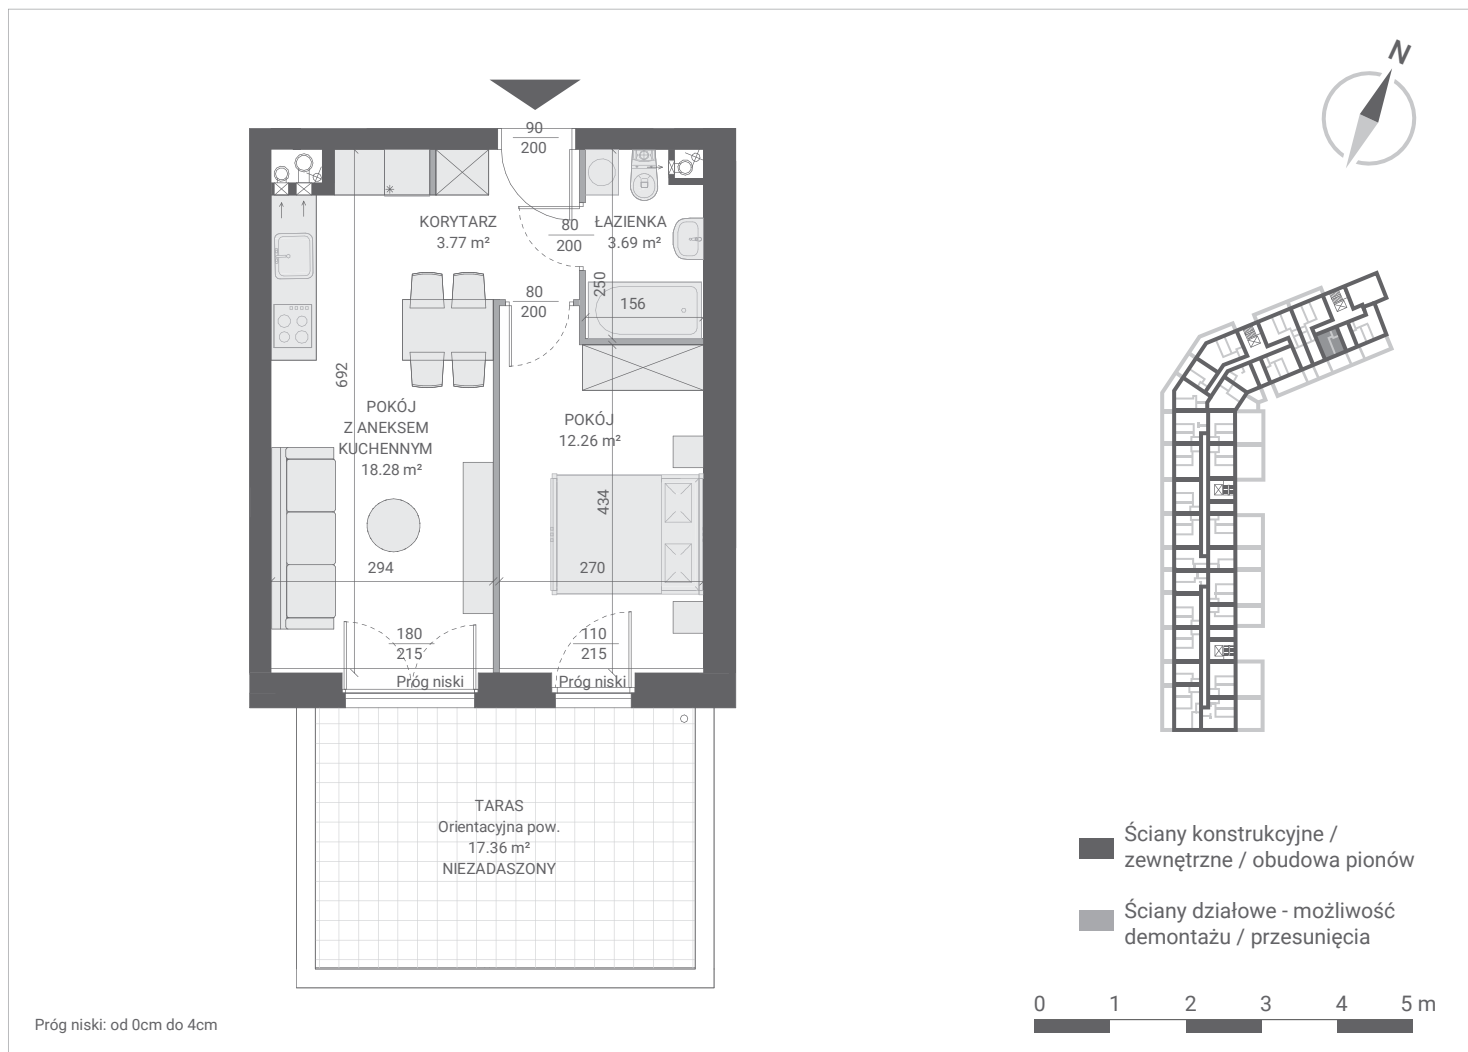 N
90
200
KORYTARZ
3.77 m²
80
200
ŁAZIENKA
3.69 m²
250
156
80
200
692
POKÓJ
Z ANEKSEM
KUCHENNYM
18.28 m²
POKÓJ
12.26 m²
434
294
270
180
215
110
215
Próg niski
Próg niski
TARAS
Orientacyjna pow.
17.36 m²
NIEZADASZONY
Ściany konstrukcyjne /
zewnętrzne / obudowa pionów
Ściany działowe - możliwość
demontażu / przesunięcia
0 1 2 3 4 5 m
Próg niski: od 0cm do 4cm